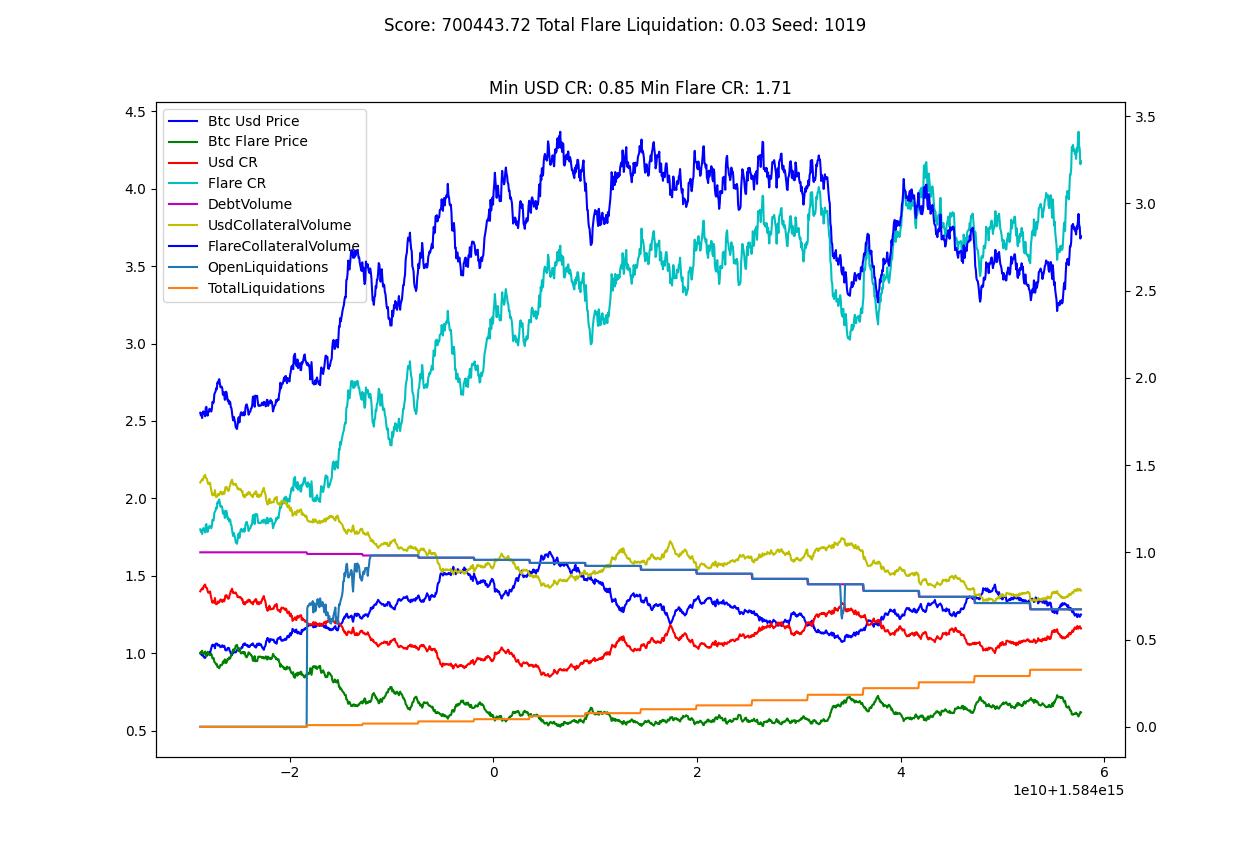 Score: 700443.72 Total Flare Liquidation: 0.03 Seed: 1019
Min USD CR: 0.85 Min Flare CR: 1.71
Btc Usd Price
Btc Flare Price
Usd CR
Flare CR
DebtVolume
UsdCollateralVolume
FlareCollateralVolume
OpenLiquidations
TotalLiquidations
4.5
4.0
3.5
3.0
2.5
2.0
1.5
1.0
0.5
3.5
3.0
2.5
2.0
1.5
1.0
0.5
0.0
−2 0 2 4 6
1e10+1.584e15